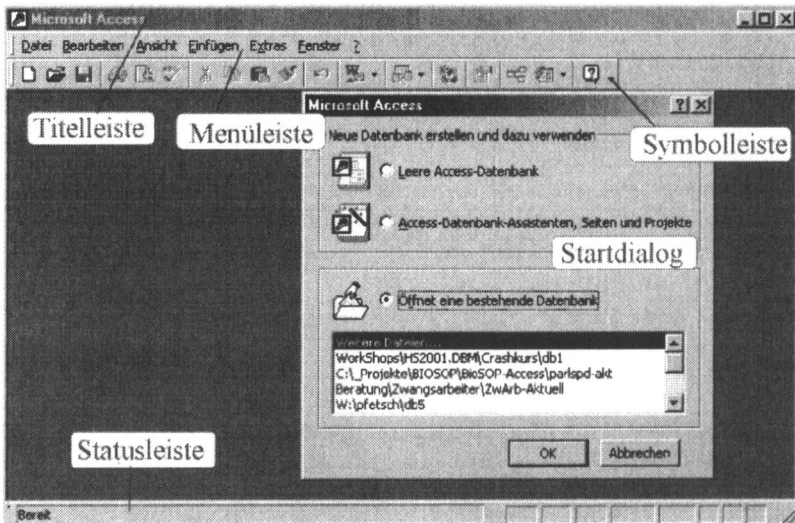 Microsoft Access
Datei Bearbeiten Ansicht Einfügen Extras Fenster ?
Titelleiste
Menüleiste
Symbolleiste
Microsoft Access
Neue Datenbank erstellen und dazu verwenden
Leere Access-Datenbank
Access-Datenbank-Assistenten, Seiten und Projekte
Startdialog
Öffnet eine bestehende Datenbank
Weitere Dateien...
WorkShops\HS2001.DBM\Crashkurs\db1
C:\_Projekte\BIOSOP\BioSOP-Access\parlspd-akt
Beratung\Zwangsarbeiter\ZwArb-Aktuell
W:\pfetsch\db5
OK Abbrechen
Statusleiste
Bereit